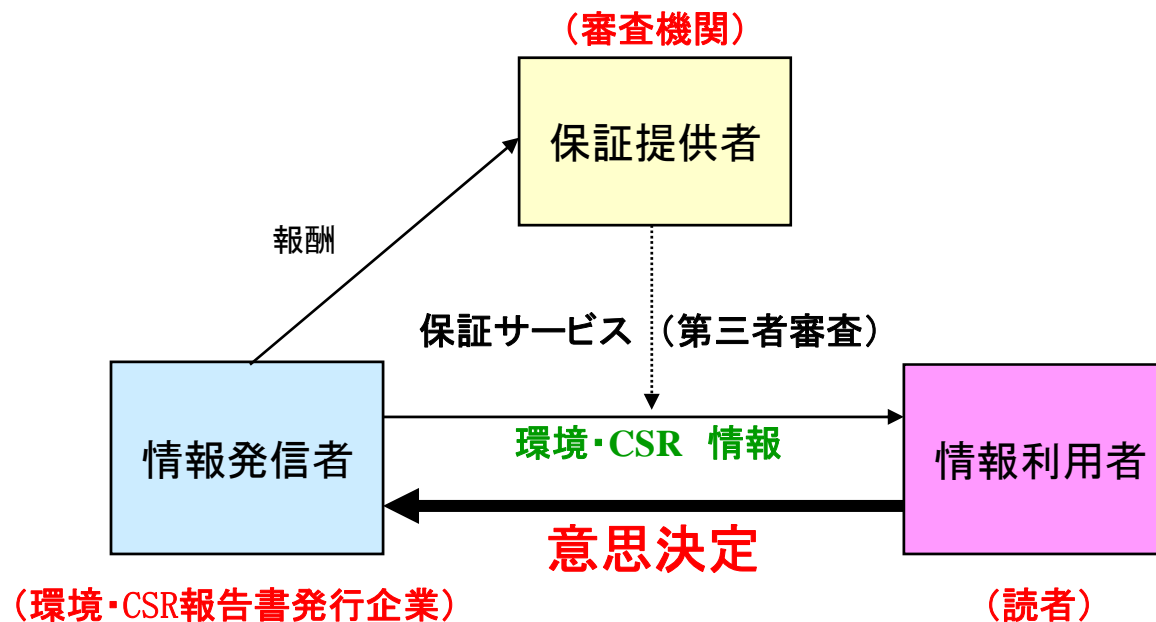 （審査機関）
保証提供者
報酬
保証サービス （第三者審査）
環境・CSR 情報
情報発信者
情報利用者
意思決定
（環境・CSR報告書発行企業）
（読者）